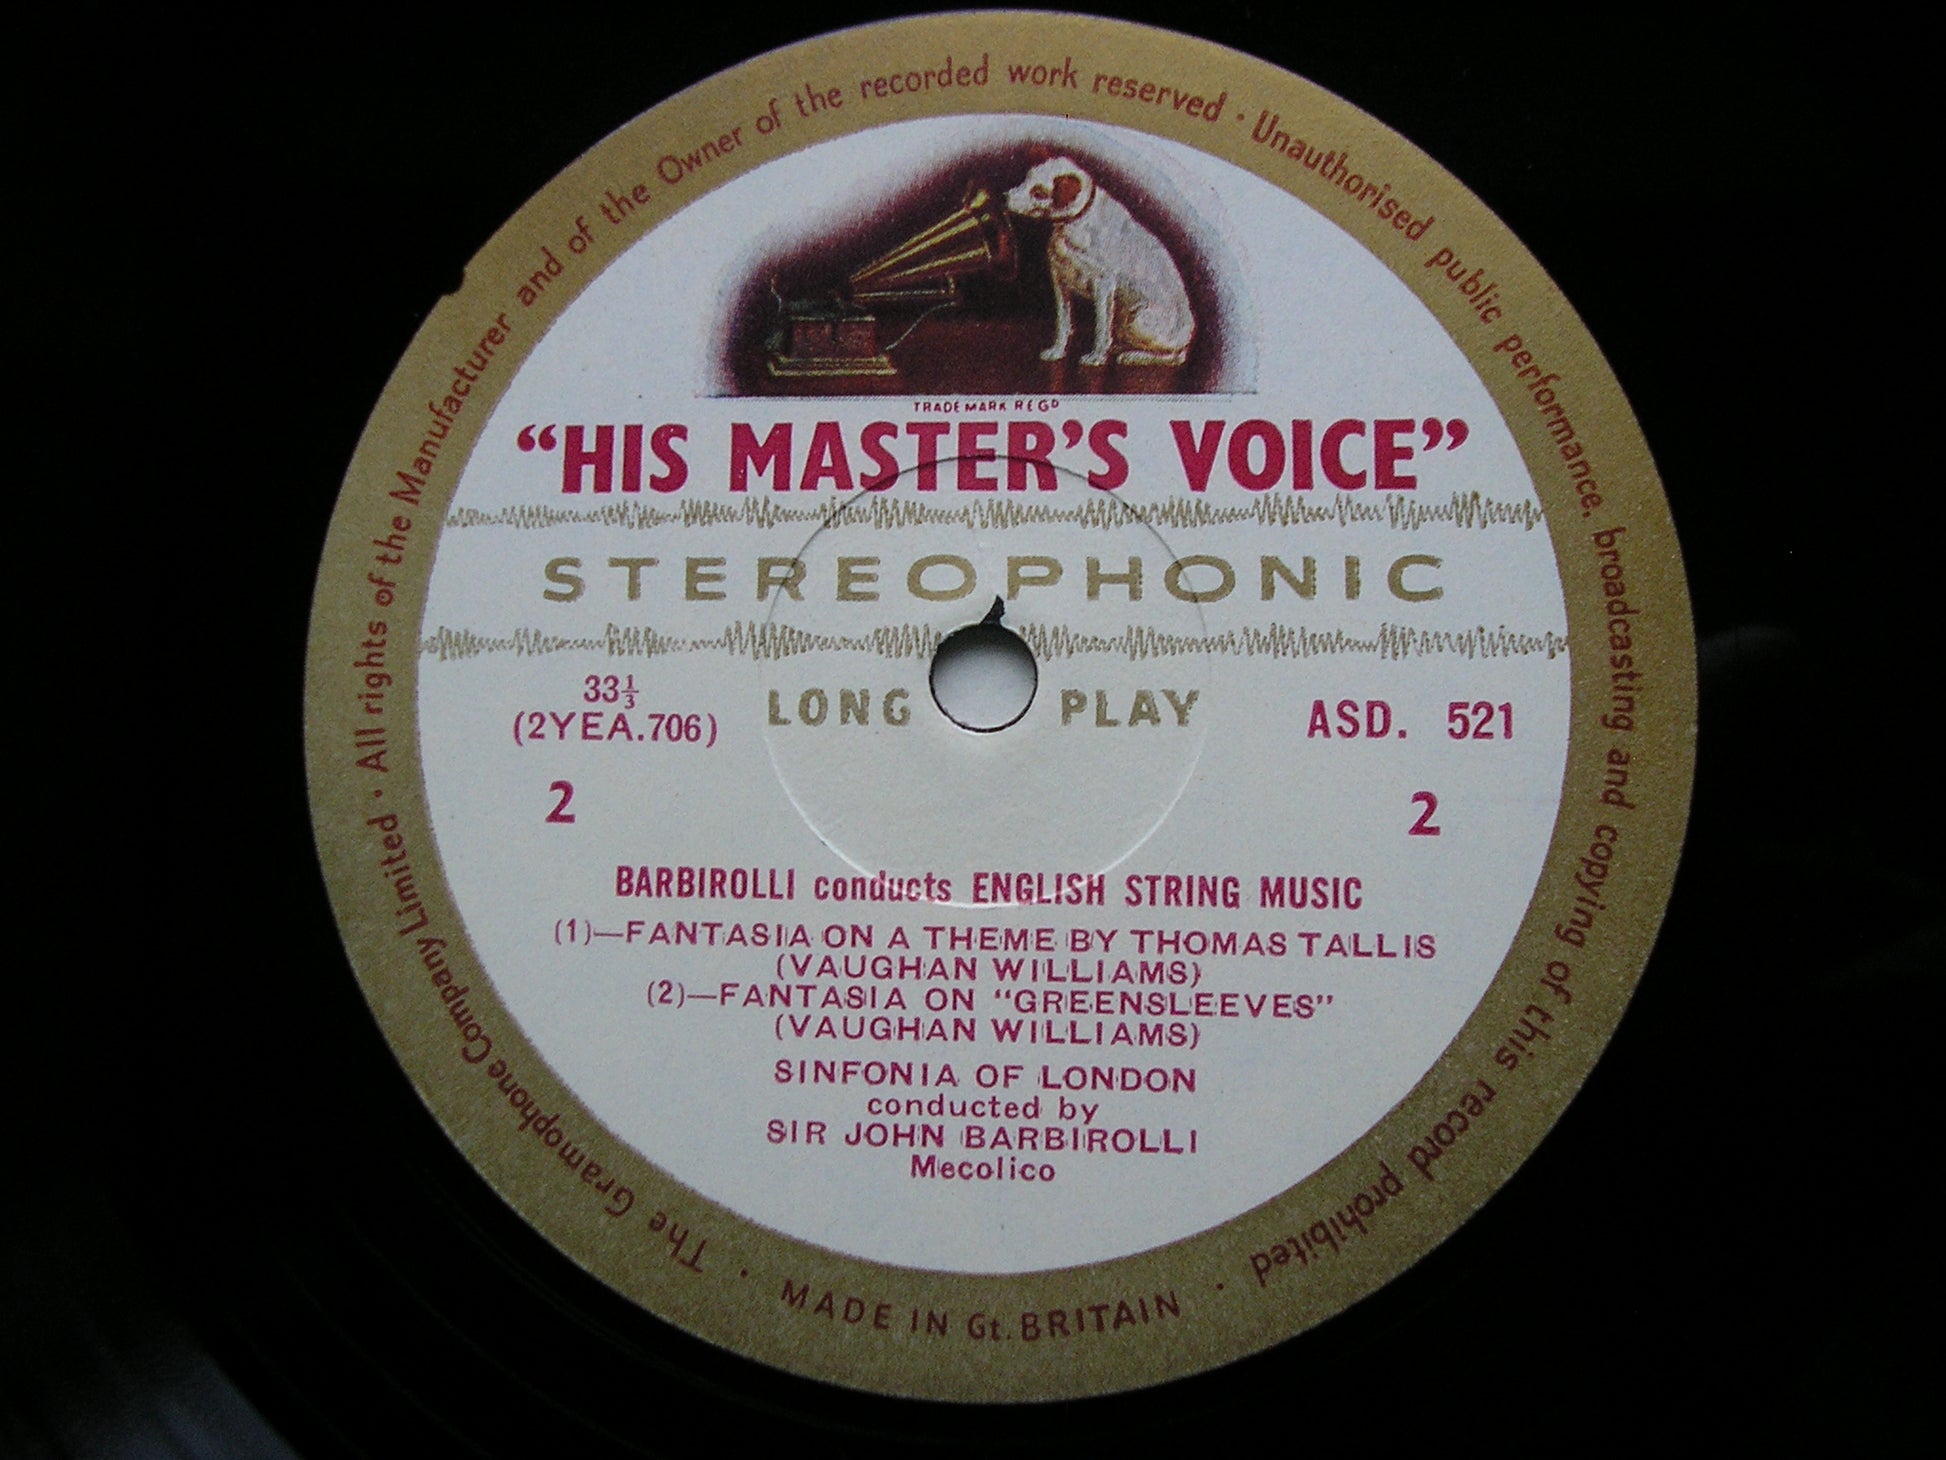 All rights of the Manufacturer and of the Owner of the recorded work reserved · Unauthorised public performance, broadcasting and copying of this record prohibited ·
TRADE MARK REGD
“HIS MASTER'S VOICE”
STEREOPHONIC
LONG PLAY
33⅓
(2YEA.706)
ASD. 521
2 2
BARBIROLLI conducts ENGLISH STRING MUSIC
(1)—FANTASIA ON A THEME BY THOMAS TALLIS
(VAUGHAN WILLIAMS)
(2)—FANTASIA ON "GREENSLEEVES"
(VAUGHAN WILLIAMS)
SINFONIA OF LONDON
conducted by
SIR JOHN BARBIROLLI
Mecolico
The Gramophone Company Limited ·
MADE IN Gt. BRITAIN